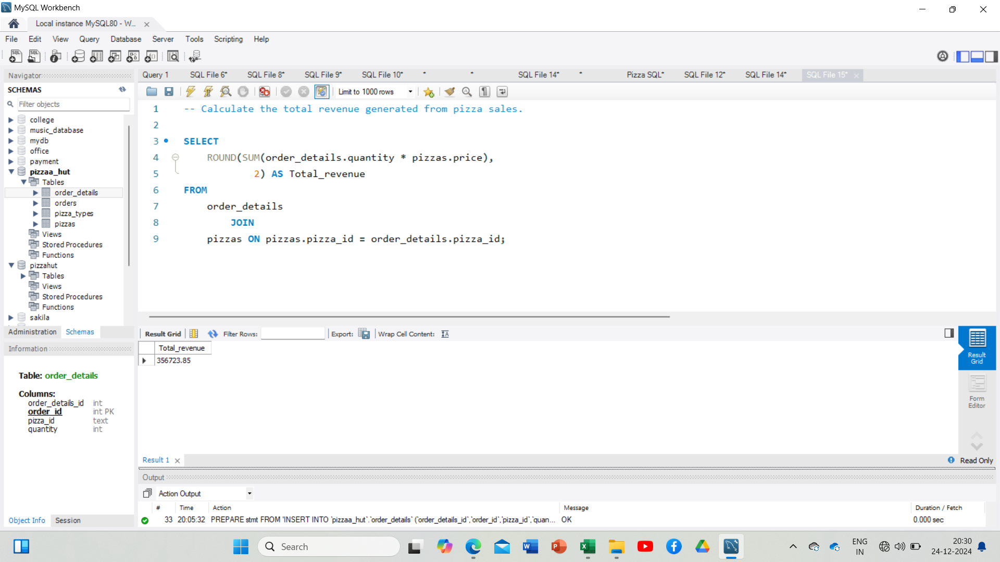 MySQL Workbench
Local instance MySQL80 - W...
File Edit View Query Database Server Tools Scripting Help
Navigator
SCHEMAS
Filter objects
college
music_database
mydb
office
payment
pizzaa_hut
Tables
order_details
orders
pizza_types
pizzas
Views
Stored Procedures
Functions
pizzahut
Tables
Views
Stored Procedures
Functions
sakila
Administration Schemas
Information
Table: order_details
Columns:
order_details_id int
order_id int PK
pizza_id text
quantity int
Object Info Session
Query 1 SQL File 6* SQL File 8* SQL File 9* SQL File 10* * * SQL File 14* * Pizza SQL* SQL File 12* SQL File 14* SQL File 15*
Limit to 1000 rows
1 -- Calculate the total revenue generated from pizza sales.
2
3 SELECT
4 ROUND(SUM(order_details.quantity * pizzas.price),
5 2) AS Total_revenue
6 FROM
7 order_details
8 JOIN
9 pizzas ON pizzas.pizza_id = order_details.pizza_id;
Result Grid Filter Rows: Export: Wrap Cell Content:
Total_revenue
356723.85
Result
Grid
Form
Editor
Result 1
Read Only
Output
Action Output
# Time Action Message Duration / Fetch
33 20:05:32 PREPARE stmt FROM 'INSERT INTO `pizzaa_hut`.`order_details` (`order_details_id`,`order_id`,`pizza_id`,`quan... OK 0.000 sec
Search
ENG
IN
20:30
24-12-2024